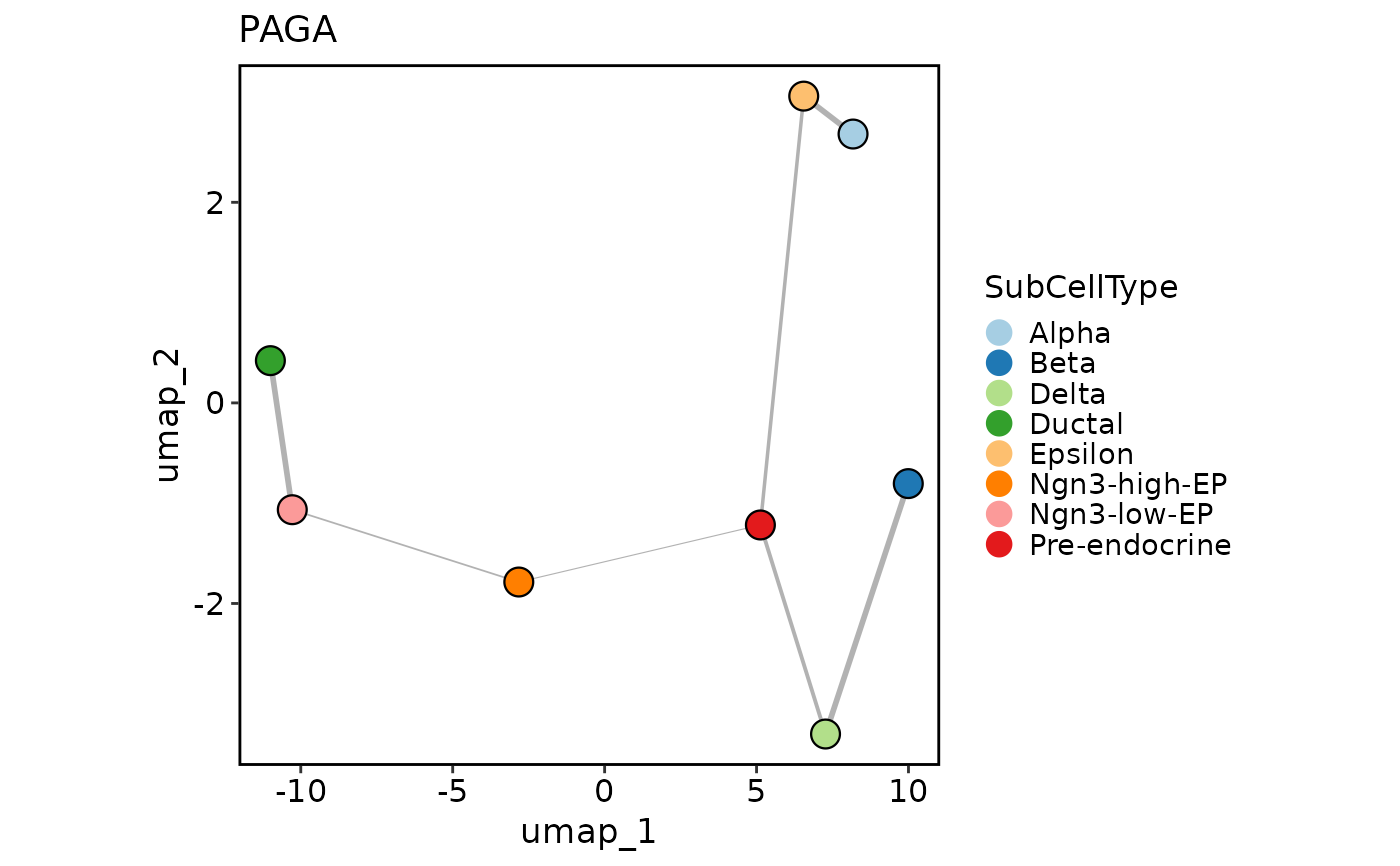 PAGA
2
0
-2
umap_2
-10
-5
0
5
10
umap_1
SubCellType
Alpha
Beta
Delta
Ductal
Epsilon
Ngn3-high-EP
Ngn3-low-EP
Pre-endocrine